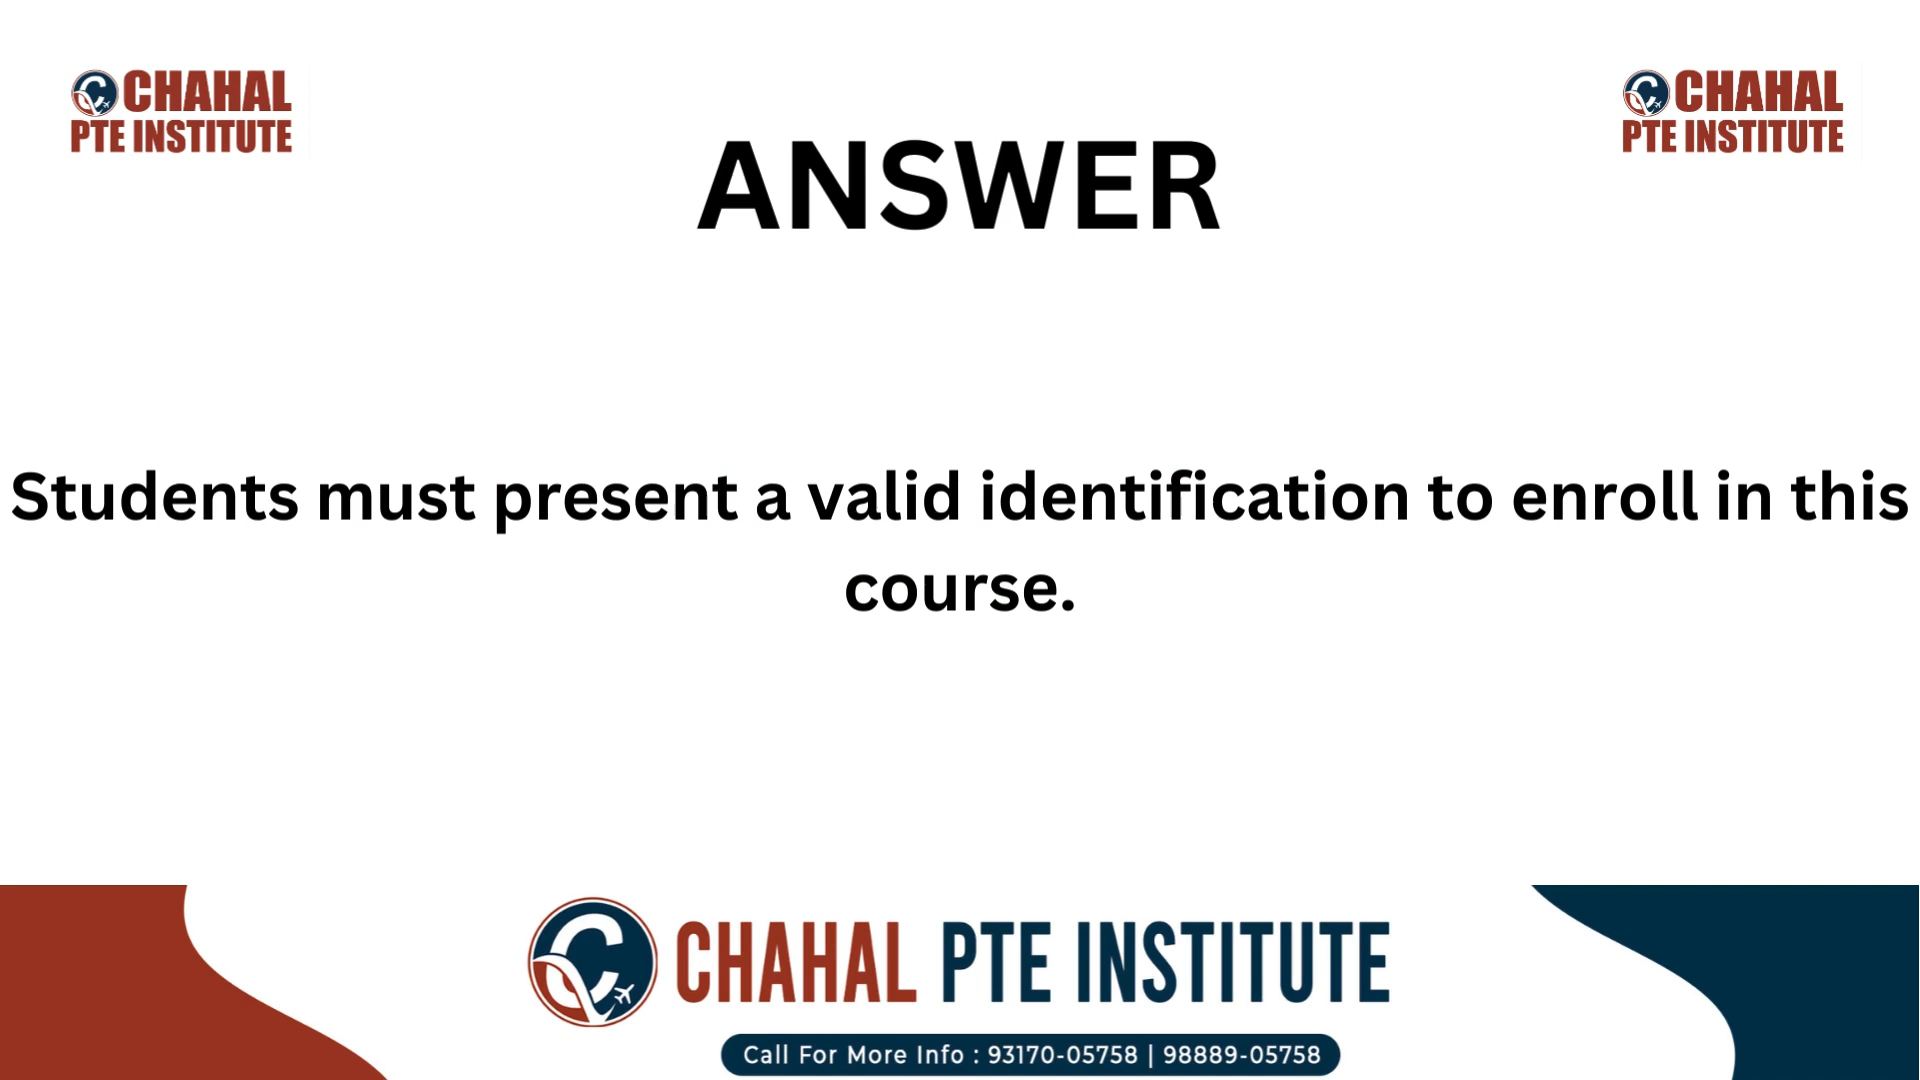 CHAHAL
PTE INSTITUTE
CHAHAL
PTE INSTITUTE
ANSWER
Students must present a valid identification to enroll in this
course.
CHAHAL PTE INSTITUTE
Call For More Info : 93170-05758 | 98889-05758